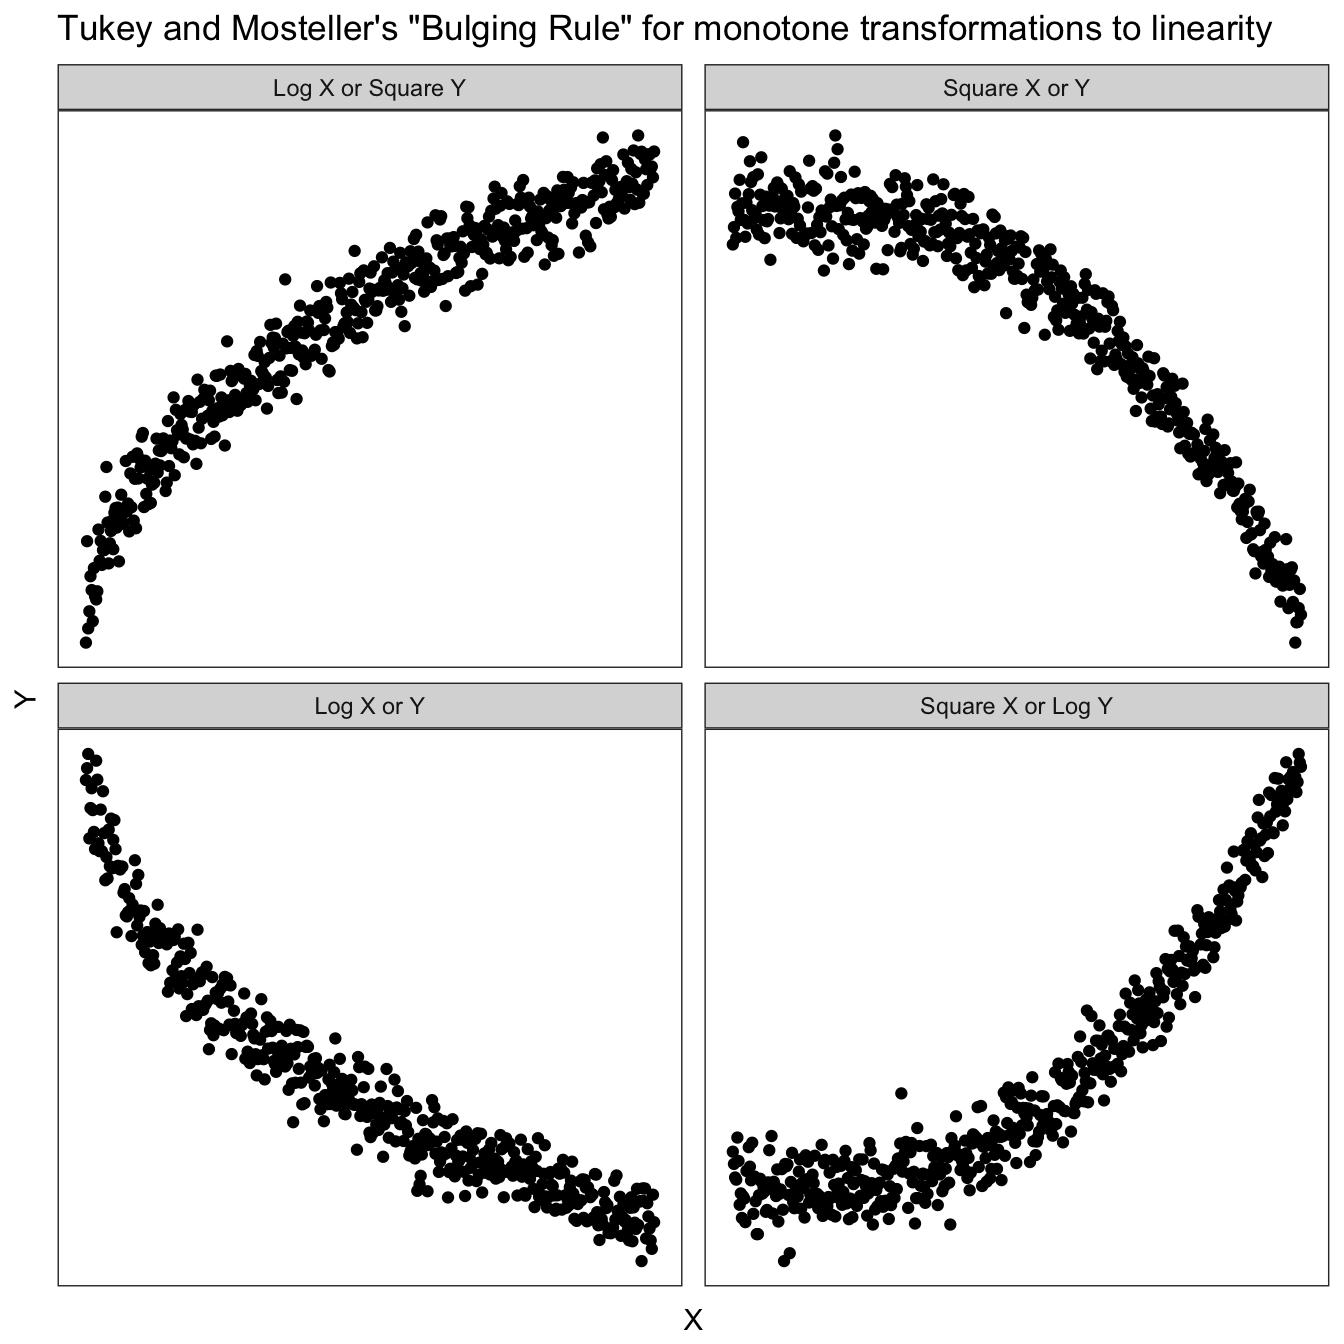 Tukey and Mosteller's "Bulging Rule" for monotone transformations to linearity
Log X or Square Y
Square X or Y
Y
Log X or Y
Square X or Log Y
X